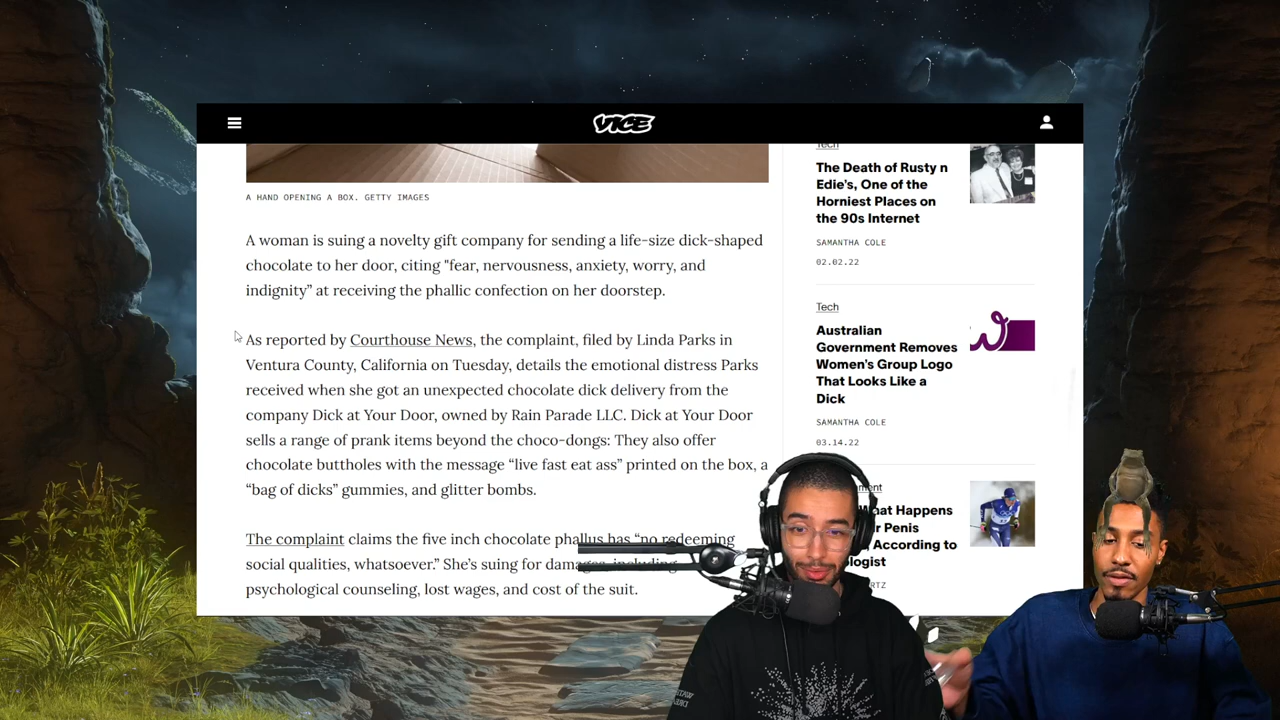 VICE
A HAND OPENING A BOX. GETTY IMAGES
A woman is suing a novelty gift company for sending a life-size dick-shaped
chocolate to her door, citing "fear, nervousness, anxiety, worry, and
indignity” at receiving the phallic confection on her doorstep.
As reported by Courthouse News, the complaint, filed by Linda Parks in
Ventura County, California on Tuesday, details the emotional distress Parks
received when she got an unexpected chocolate dick delivery from the
company Dick at Your Door, owned by Rain Parade LLC. Dick at Your Door
sells a range of prank items beyond the choco-dongs: They also offer
chocolate buttholes with the message “live fast eat ass” printed on the box, a
“bag of dicks” gummies, and glitter bombs.
The complaint claims the five inch chocolate phallus has “no redeeming
social qualities, whatsoever.” She’s suing for damages, including
psychological counseling, lost wages, and cost of the suit.
Tech
The Death of Rusty n
Edie's, One of the
Horniest Places on
the 90s Internet
SAMANTHA COLE
02.02.22
Tech
Australian
Government Removes
Women's Group Logo
That Looks Like a
Dick
SAMANTHA COLE
03.14.22
What Happens
Penis
According to